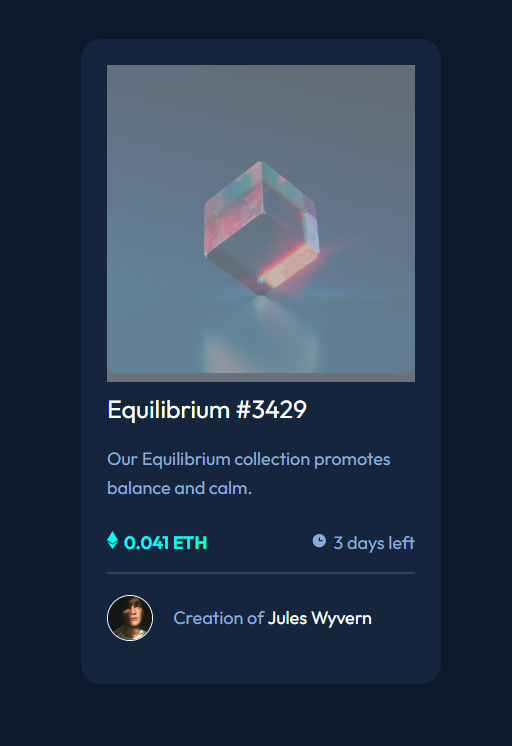 Equilibrium #3429
Our Equilibrium collection promotes
balance and calm.
0.041 ETH
3 days left
Creation of Jules Wyvern